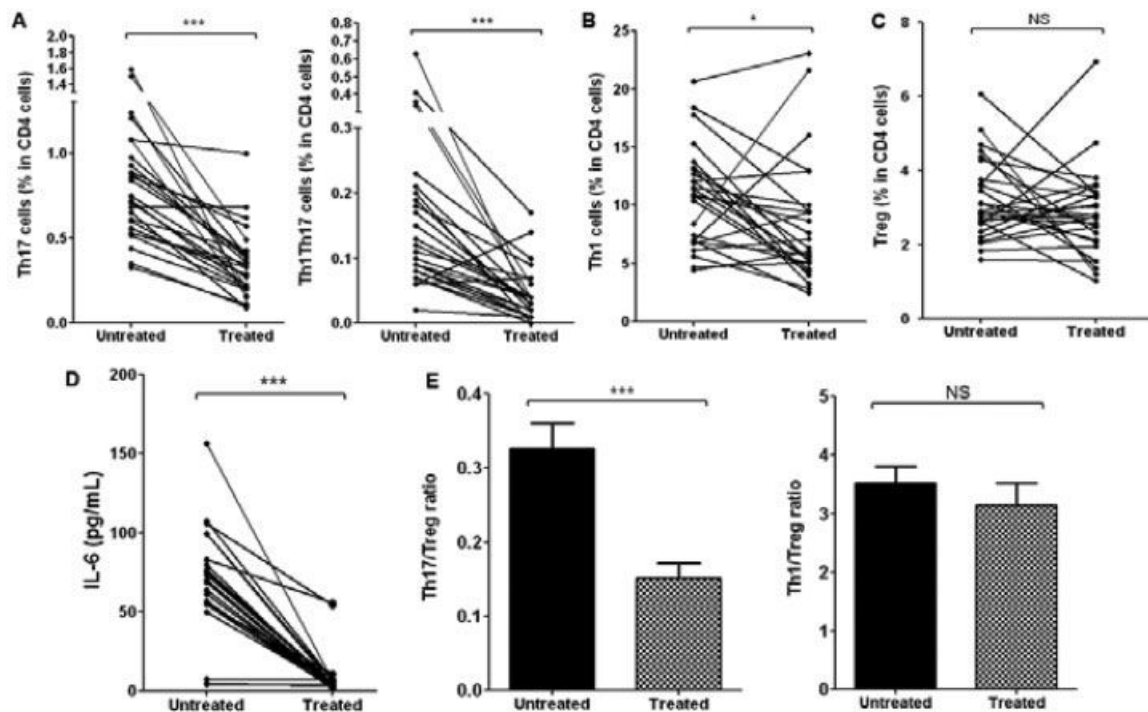 A
***
Th17 cells (% in CD4 cells)
2.0
1.8
1.6
1.4
1.2
1.0
0.5
0.0
Untreated Treated
***
Th1Th17 cells (% in CD4 cells)
0.8
0.7
0.6
0.5
0.4
0.3
0.2
0.1
0.0
Untreated Treated
B
*
Th1 cells (% in CD4 cells)
25
20
15
10
5
0
Untreated Treated
C
NS
Treg (% in CD4 cells)
8
6
4
2
0
Untreated Treated
D
***
IL-6 (pg/mL)
200
150
100
50
0
Untreated Treated
E
***
Th17/Treg ratio
0.4
0.3
0.2
0.1
0.0
Untreated Treated
NS
Th1/Treg ratio
5
4
3
2
1
0
Untreated Treated